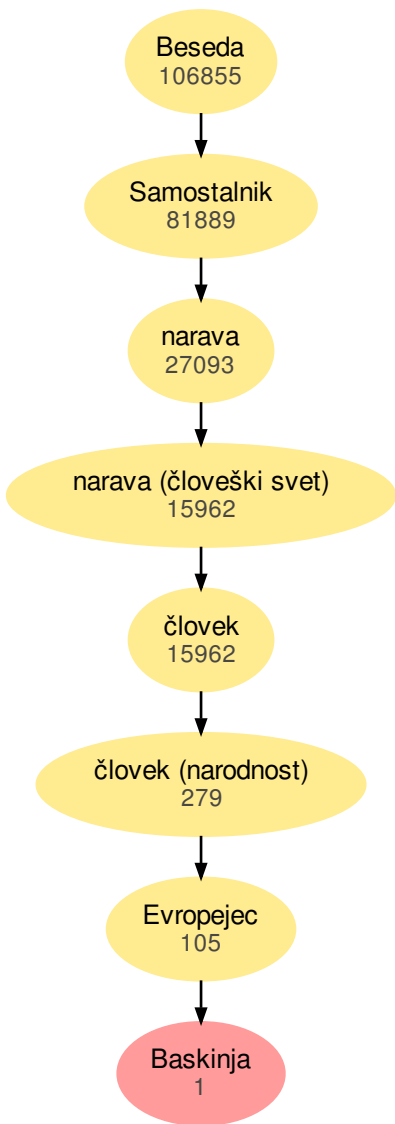 Beseda
106855
Samostalnik
81889
narava
27093
narava (človeški svet)
15962
človek
15962
človek (narodnost)
279
Evropejec
105
Baskinja
1